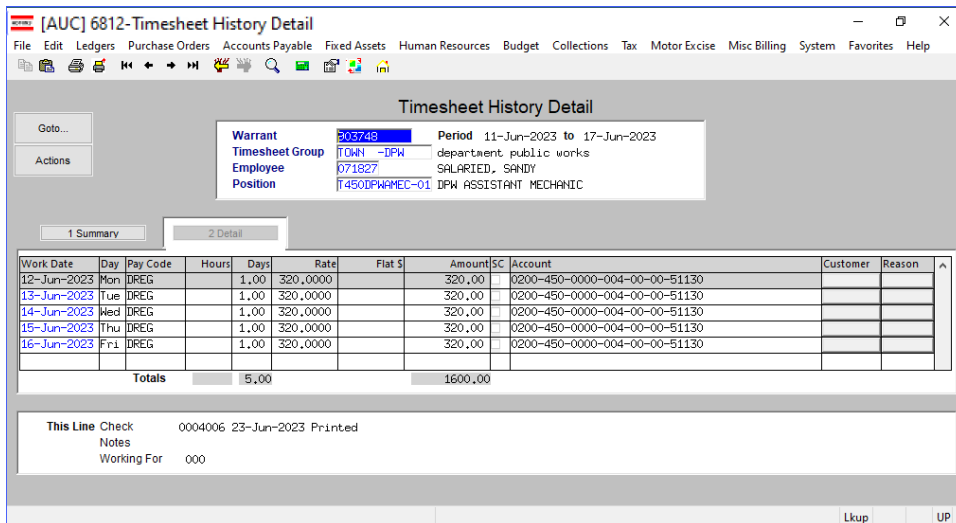 [AUC] 6812-Timesheet History Detail
File Edit Ledgers Purchase Orders Accounts Payable Fixed Assets Human Resources Budget Collections Tax Motor Excise Misc Billing System Favorites Help
Timesheet History Detail
Goto...
Actions
Warrant 903748 Period 11-Jun-2023 to 17-Jun-2023
Timesheet Group TOWN -DPW department public works
Employee 071827 SALARIED, SANDY
Position T450DPWAMEC-01 DPW ASSISTANT MECHANIC
1 Summary 2 Detail
Work Date Day Pay Code Hours Days Rate Flat $ Amount SC Account Customer Reason
12-Jun-2023 Mon DREG 1.00 320.0000 320.00 0200-450-0000-004-00-00-51130
13-Jun-2023 Tue DREG 1.00 320.0000 320.00 0200-450-0000-004-00-00-51130
14-Jun-2023 Wed DREG 1.00 320.0000 320.00 0200-450-0000-004-00-00-51130
15-Jun-2023 Thu DREG 1.00 320.0000 320.00 0200-450-0000-004-00-00-51130
16-Jun-2023 Fri DREG 1.00 320.0000 320.00 0200-450-0000-004-00-00-51130
Totals 5.00 1600.00
This Line Check 0004006 23-Jun-2023 Printed
Notes
Working For 000
Lkup UP